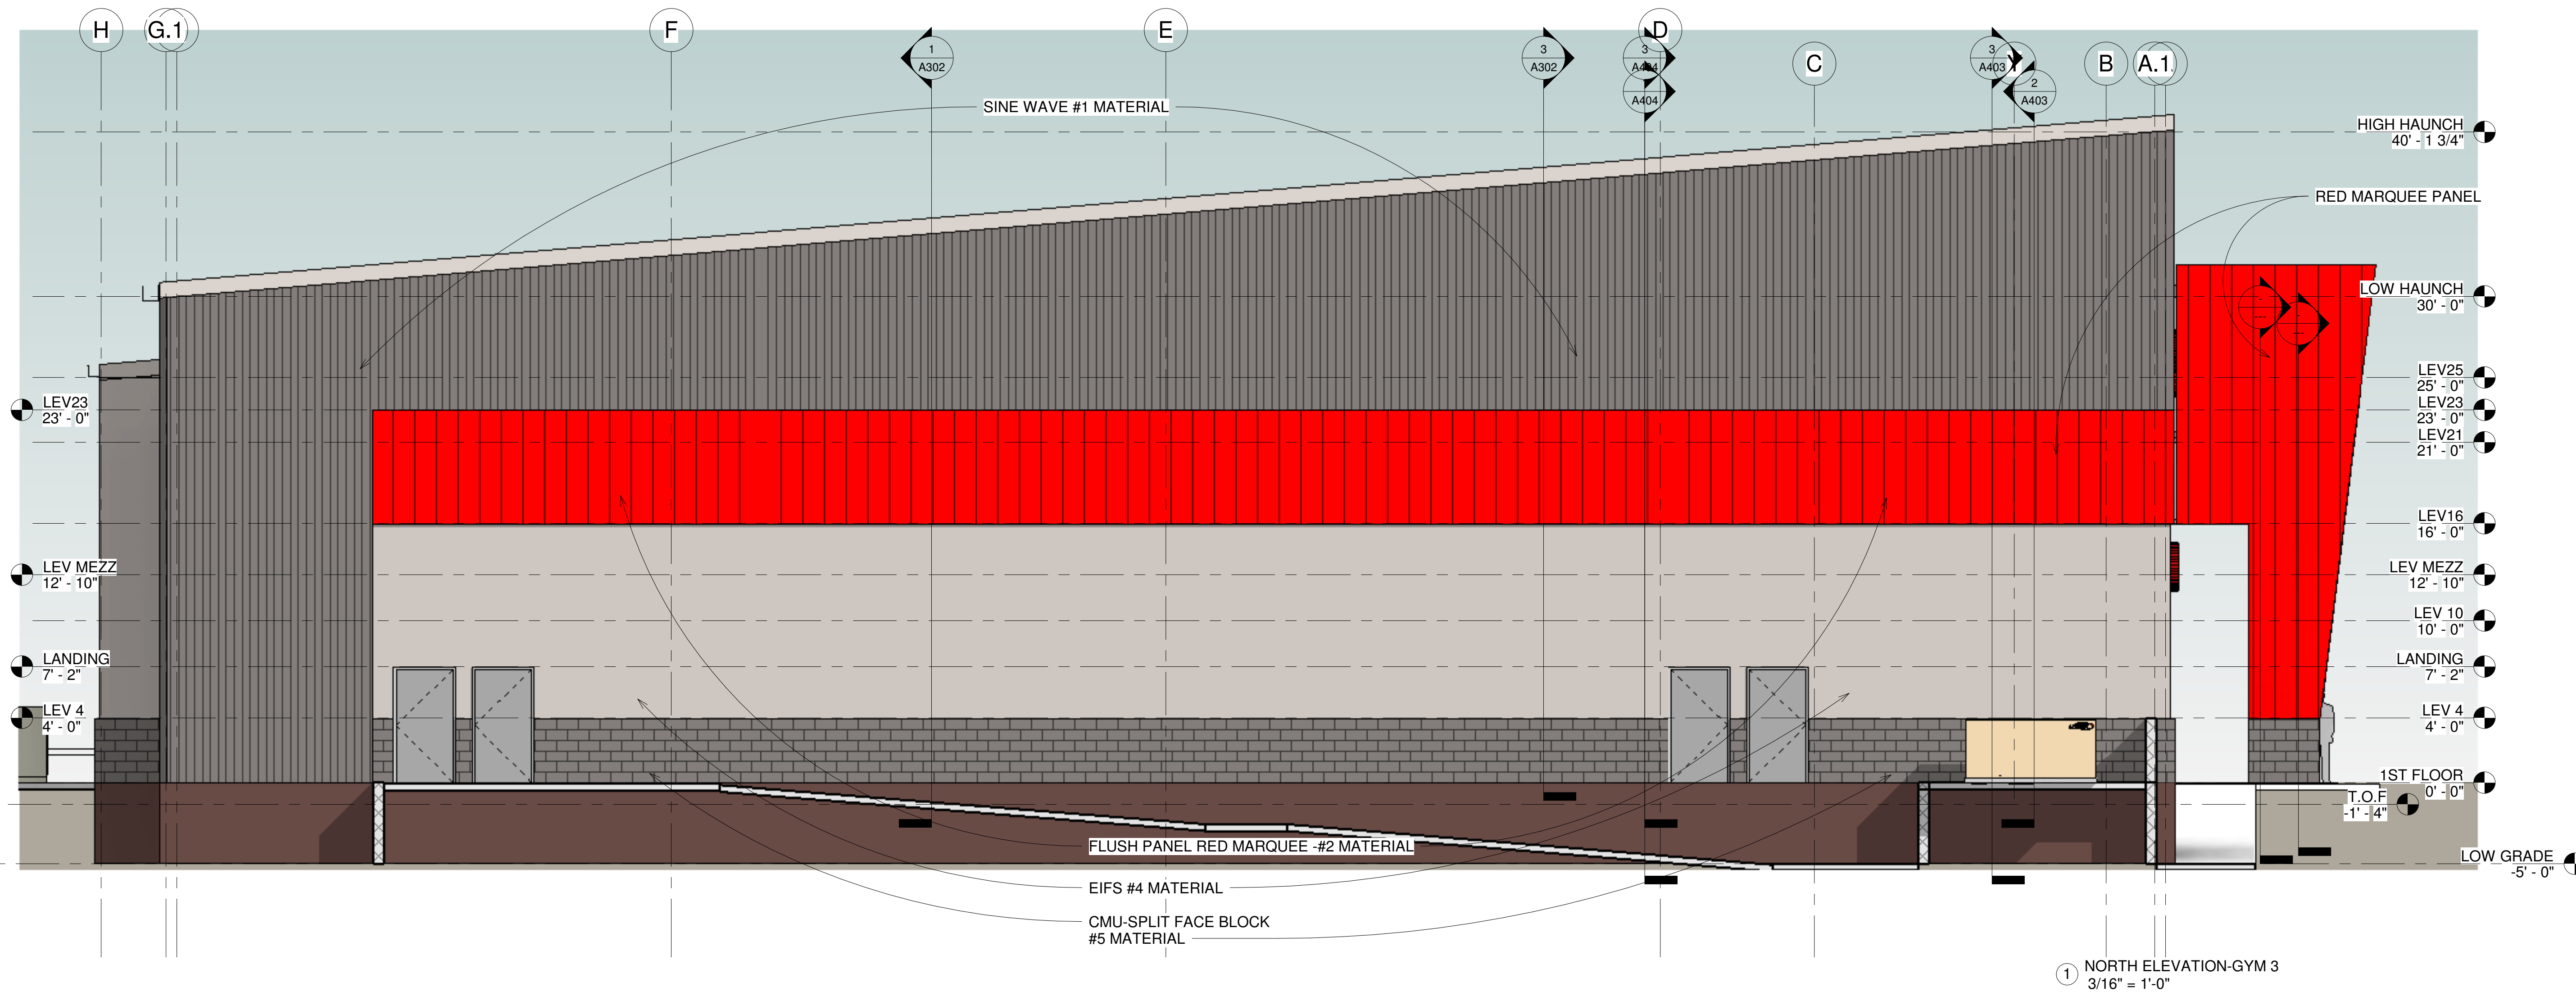 H
G.1
F
E
D
C
Y
B
A.1
1
A302
3
A302
3
A404
A404
3
A403
2
A403
SINE WAVE #1 MATERIAL
HIGH HAUNCH
40' - 1 3/4"
RED MARQUEE PANEL
LOW HAUNCH
30' - 0"
LEV25
25' - 0"
LEV23
23' - 0"
LEV23
23' - 0"
LEV21
21' - 0"
LEV16
16' - 0"
LEV MEZZ
12' - 10"
LEV MEZZ
12' - 10"
LEV 10
10' - 0"
LANDING
7' - 2"
LANDING
7' - 2"
LEV 4
4' - 0"
LEV 4
4' - 0"
1ST FLOOR
0' - 0"
T.O.F
-1' - 4"
FLUSH PANEL RED MARQUEE -#2 MATERIAL
LOW GRADE
-5' - 0"
EIFS #4 MATERIAL
CMU-SPLIT FACE BLOCK
#5 MATERIAL
1
NORTH ELEVATION-GYM 3
3/16" = 1'-0"